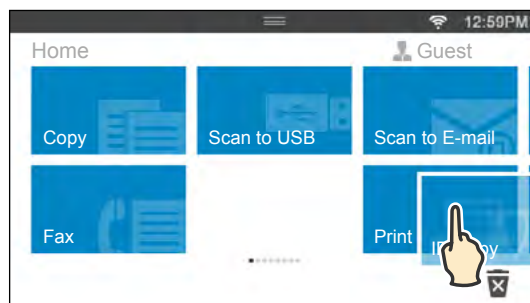 12:59PM
Home
Guest
Copy
Scan to USB
Scan to E-mail
Fax
Print